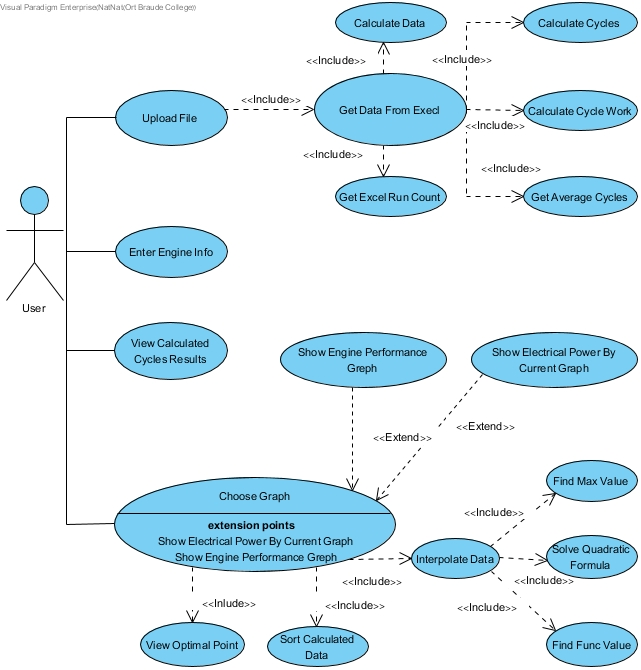 Visual Paradigm Enterprise(NatNat(Ort Braude College))
Calculate Data
Calculate Cycles
<<Include>>
<<Include>>
<<Include>>
Upload File
Get Data From Execl
Calculate Cycle Work
<<Include>>
<<Include>>
<<Include>>
Get Excel Run Count
Get Average Cycles
Enter Engine Info
User
View Calculated
Cycles Results
Show Engine Performance
Greph
Show Electrical Power By
Current Graph
<<Extend>>
<<Extend>>
Choose Graph
extension points
Show Electrical Power By Current Graph
Show Engine Performance Greph
Find Max Value
<<Include>>
Interpolate Data
Solve Quadratic
Formula
<<Include>>
<<Include>>
<<Inlude>>
<<Include>>
<<Include>>
View Optimal Point
Sort Calculated
Data
Find Func Value